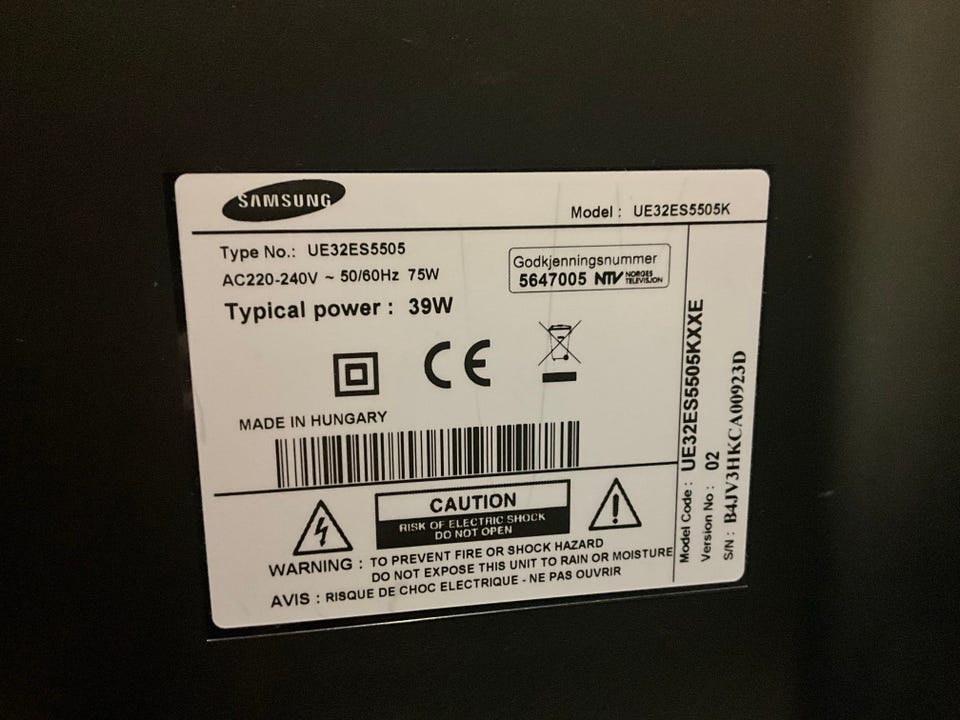 SAMSUNG
Model : UE32ES5505K
Type No.: UE32ES5505
AC220-240V ~ 50/60Hz 75W
Typical power : 39W
Godkjenningsnummer
5647005 NTV NORGES TELEVISJON
CE
MADE IN HUNGARY
CAUTION
RISK OF ELECTRIC SHOCK
DO NOT OPEN
WARNING : TO PREVENT FIRE OR SHOCK HAZARD
DO NOT EXPOSE THIS UNIT TO RAIN OR MOISTURE
AVIS : RISQUE DE CHOC ELECTRIQUE - NE PAS OUVRIR
Model Code : UE32ES5505KXXE
Version No : 02
S/N : B4JV3HKCA00923D